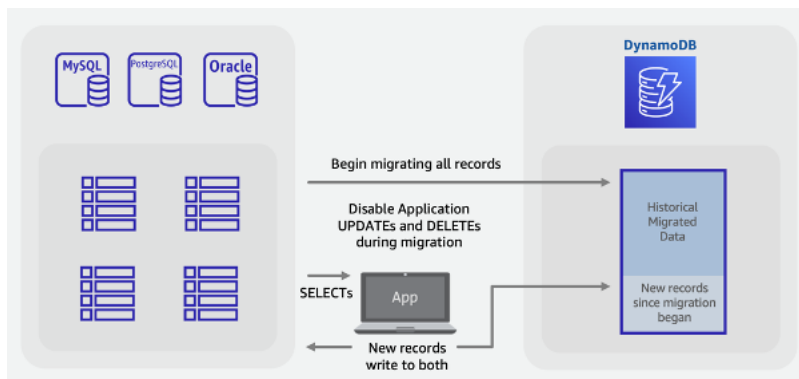 MySQL
PostgreSQL
Oracle
DynamoDB
Begin migrating all records
Disable Application
UPDATEs and DELETEs
during migration
SELECTs
App
New records
write to both
Historical
Migrated
Data
New records
since migration
began